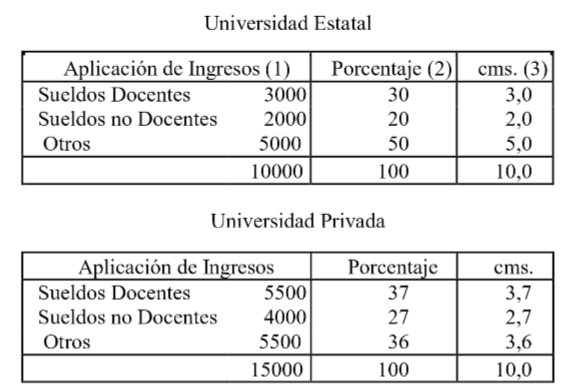 Universidad Estatal
Aplicación de Ingresos (1) Porcentaje (2) cms. (3)
Sueldos Docentes 3000 30 3,0
Sueldos no Docentes 2000 20 2,0
Otros 5000 50 5,0
10000 100 10,0
Universidad Privada
Aplicación de Ingresos Porcentaje cms.
Sueldos Docentes 5500 37 3,7
Sueldos no Docentes 4000 27 2,7
Otros 5500 36 3,6
15000 100 10,0